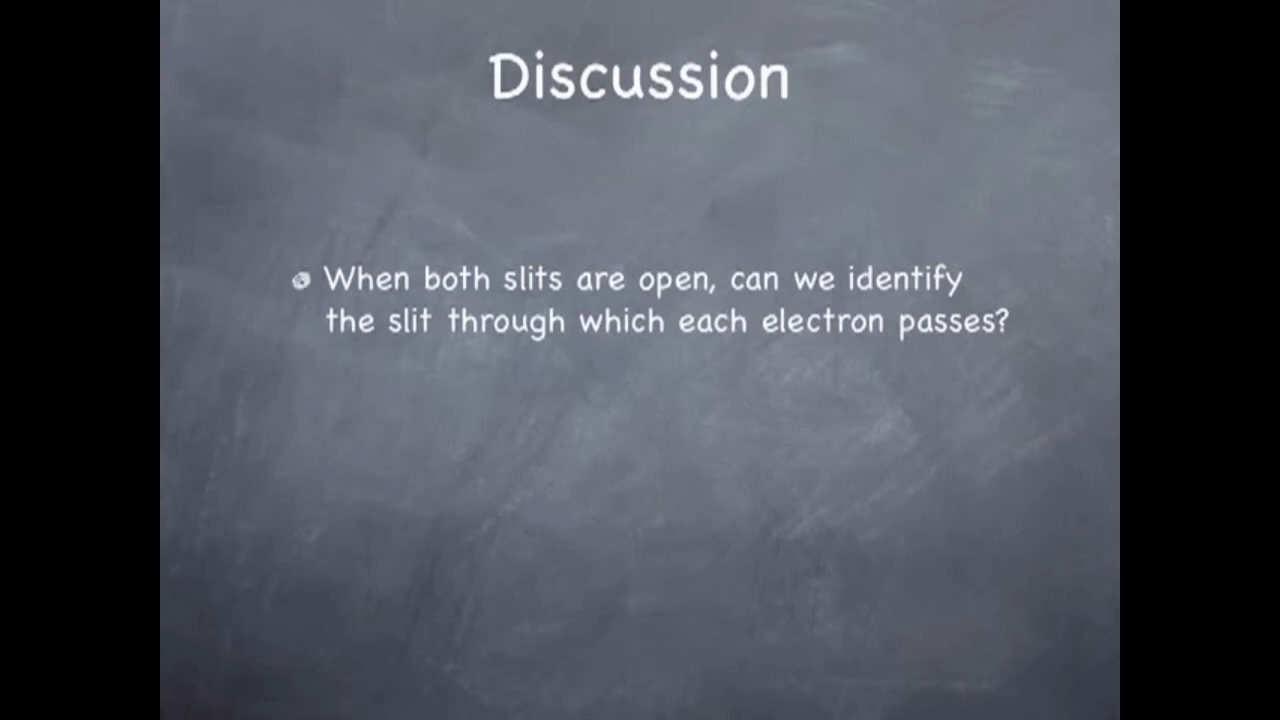 Discussion
When both slits are open, can we identify
the slit through which each electron passes?